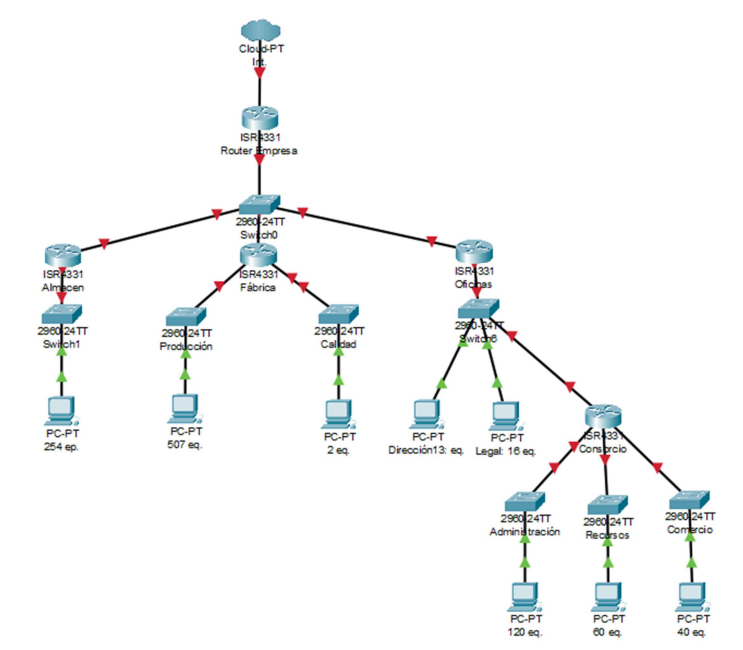 Cloud-PT
Int.
ISR4331
Router Empresa
2960-24TT
Switch0
ISR4331
Almacen
ISR4331
Fábrica
ISR4331
Oficinas
2960-24TT
Switch1
2960-24TT
Producción
2960-24TT
Calidad
2960-24TT
Switch6
PC-PT
254 ep.
PC-PT
507 eq.
PC-PT
2 eq.
PC-PT
Dirección13: eq.
PC-PT
Legal: 16 eq.
ISR4331
Consorcio
2960-24TT
Administración
2960-24TT
Recursos
2960-24TT
Comercio
PC-PT
120 eq.
PC-PT
60 eq.
PC-PT
40 eq.